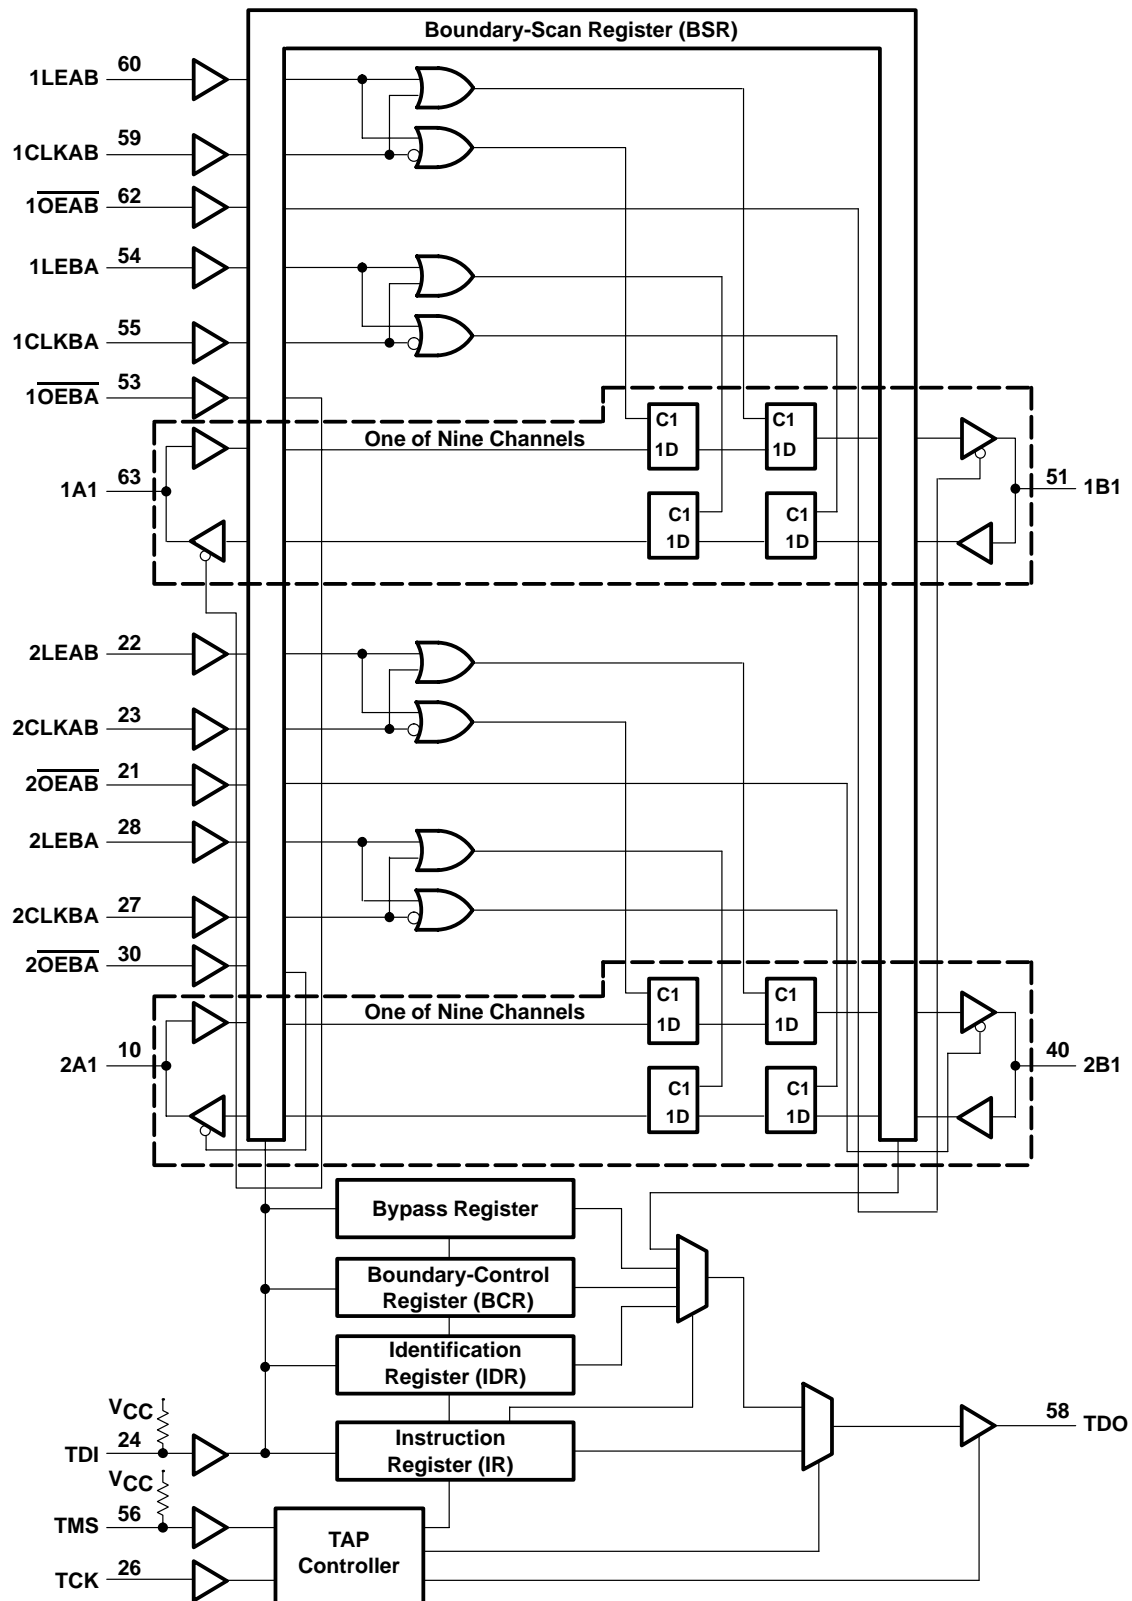 Boundary-Scan Register (BSR)
1LEAB 60
1CLKAB 59
1OEAB 62
1LEBA 54
1CLKBA 55
1OEBA 53
One of Nine Channels
C1
1D
C1
1D
1A1 63
51 1B1
C1
1D
C1
1D
2LEAB 22
2CLKAB 23
2OEAB 21
2LEBA 28
2CLKBA 27
2OEBA 30
One of Nine Channels
C1
1D
C1
1D
2A1 10
40 2B1
C1
1D
C1
1D
Bypass Register
Boundary-Control
Register (BCR)
Identification
Register (IDR)
VCC
TDI 24
Instruction
Register (IR)
58 TDO
VCC
TMS 56
TAP
Controller
TCK 26